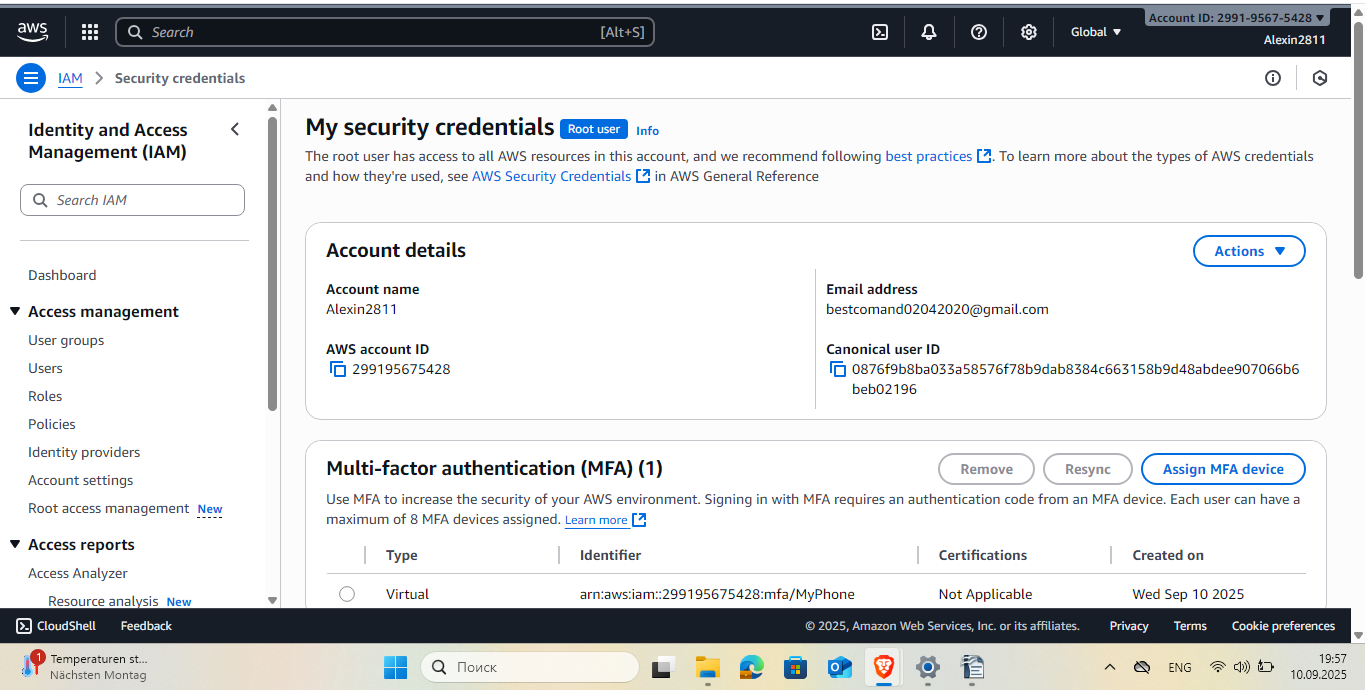 aws
Search
[Alt+S]
Global
Account ID: 2991-9567-5428
Alexin2811
IAM > Security credentials
Identity and Access
Management (IAM)
Search IAM
Dashboard
Access management
User groups
Users
Roles
Policies
Identity providers
Account settings
Root access management New
Access reports
Access Analyzer
Resource analysis New
My security credentials Root user Info
The root user has access to all AWS resources in this account, and we recommend following best practices. To learn more about the types of AWS credentials
and how they're used, see AWS Security Credentials in AWS General Reference
Account details
Actions
Account name
Alexin2811
Email address
bestcomand02042020@gmail.com
AWS account ID
299195675428
Canonical user ID
0876f9b8ba033a58576f78b9dab8384c663158b9d48abdee907066b6
beb02196
Multi-factor authentication (MFA) (1)
Remove
Resync
Assign MFA device
Use MFA to increase the security of your AWS environment. Signing in with MFA requires an authentication code from an MFA device. Each user can have a
maximum of 8 MFA devices assigned. Learn more
Type Identifier Certifications Created on
Virtual arn:aws:iam::299195675428:mfa/MyPhone Not Applicable Wed Sep 10 2025
CloudShell
Feedback
© 2025, Amazon Web Services, Inc. or its affiliates.
Privacy
Terms
Cookie preferences
1
Temperaturen st...
Nächsten Montag
Поиск
ENG
19:57
10.09.2025